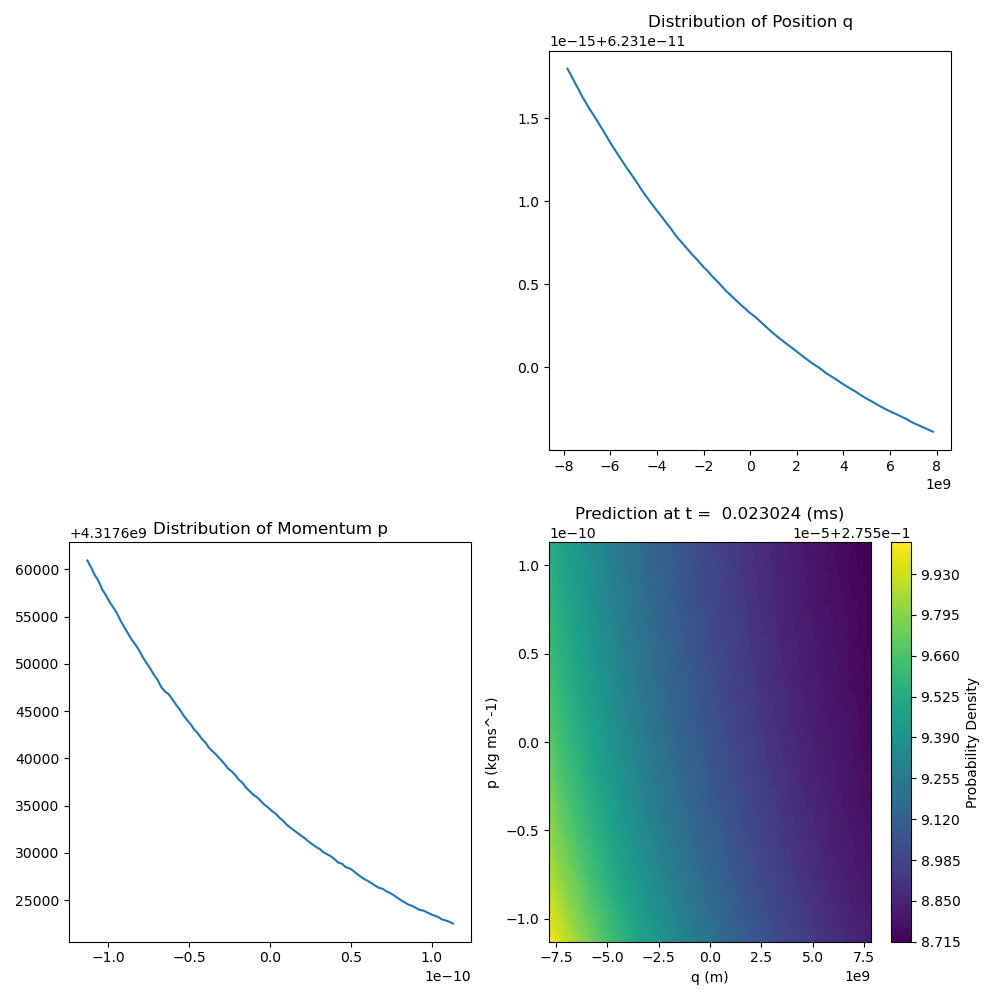 Distribution of Position q
1e−15+6.231e−11
1.5
1.0
0.5
0.0
−8 −6 −4 −2 0 2 4 6 8
1e9
Distribution of Momentum p
+4.3176e9
60000
55000
50000
45000
40000
35000
30000
25000
−1.0 −0.5 0.0 0.5 1.0
1e−10
Prediction at t =  0.023024 (ms)
1e−10
1e−5+2.755e−1
p (kg ms^-1)
1.0
0.5
0.0
−0.5
−1.0
−7.5 −5.0 −2.5 0.0 2.5 5.0 7.5
1e9
q (m)
9.930
9.795
9.660
9.525
9.390
9.255
9.120
8.985
8.850
8.715
Probability Density